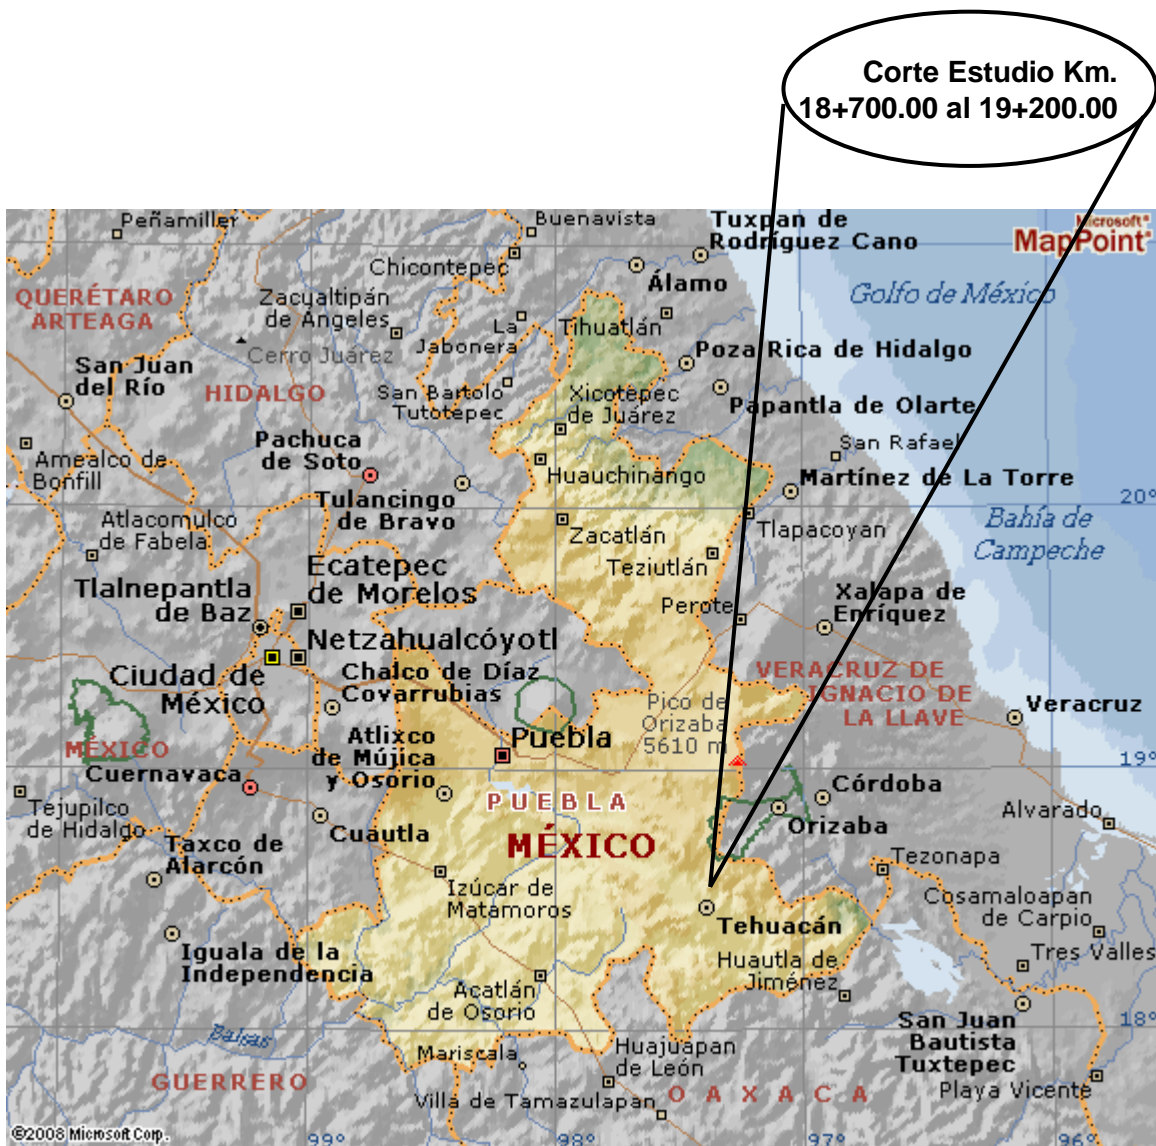 Corte Estudio Km.
18+700.00 al 19+200.00
Peñamiller
Buenavista
Tuxpan de
Rodríguez Cano
Microsoft®
MapPoint®
Chicontepec
Álamo
QUERÉTARO
ARTEAGA
Zacualtipán
de Ángeles
Golfo de México
La
Jabonera
Tihuatlán
Cerro Juárez
Poza Rica de Hidalgo
San Juan
del Río
HIDALGO
San Bartolo
Tutotepec
Xicotepec
de Juárez
Papantla de Olarte
Pachuca
de Soto
San Rafael
Amealco de
Bonfill
Huauchinango
Martínez de La Torre
Tulancingo
de Bravo
20°
Atlacomulco
de Fabela
Zacatlán
Tlapacoyan
Bahía de
Campeche
Ecatepec
de Morelos
Teziutlán
Tlalnepantla
de Baz
Perote
Xalapa de
Enríquez
Netzahualcóyotl
Ciudad de
México
Chalco de Díaz
Covarrubias
VERACRUZ DE
IGNACIO DE
LA LLAVE
Pico de
Orizaba
5610 m
Veracruz
MÉXICO
Atlixco
de Mújica
y Osorio
Puebla
19°
Cuernavaca
Córdoba
Tejupilco
de Hidalgo
PUEBLA
Alvarado
Cuautla
MÉXICO
Orizaba
Taxco de
Alarcón
Tezonapa
Izúcar de
Matamoros
Cosamaloapan
de Carpio
Tehuacán
Iguala de la
Independencia
Huautla de
Jiménez
Tres Valles
Acatlán
de Osorio
San Juan
Bautista
Tuxtepec
18°
Balsas
Mariscala
Huajuapan
de León
GUERRERO
Villa de Tamazulapan
OAXACA
Playa Vicente
©2008 Microsoft Corp.
99°
98°
97°
96°